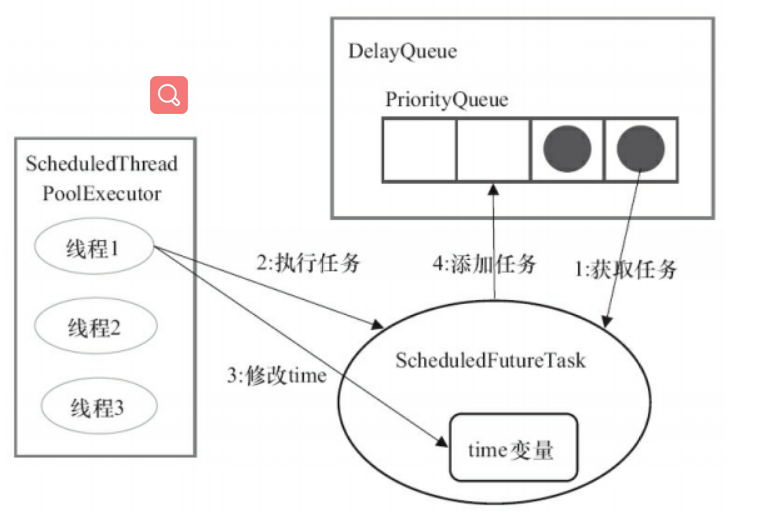 DelayQueue
PriorityQueue
ScheduledThread
PoolExecutor
线程1
线程2
线程3
2:执行任务
4:添加任务
1:获取任务
3:修改time
ScheduledFutureTask
time变量